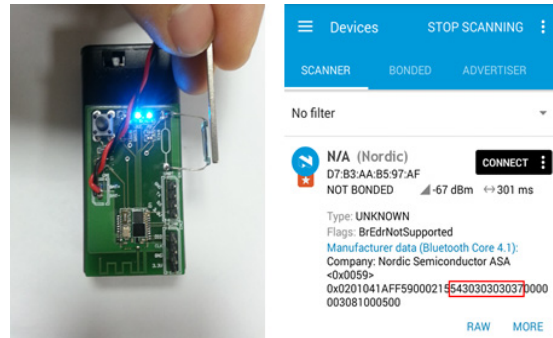 Devices
STOP SCANNING
SCANNER
BONDED
ADVERTISER
No filter
N/A (Nordic)
CONNECT
D7:B3:AA:B5:97:AF
NOT BONDED
-67 dBm
301 ms
Type: UNKNOWN
Flags: BrEdrNotSupported
Manufacturer data (Bluetooth Core 4.1):
Company: Nordic Semiconductor ASA
<0x0059>
0x0201041AFF590002155430303030370000
003081000500
RAW
MORE